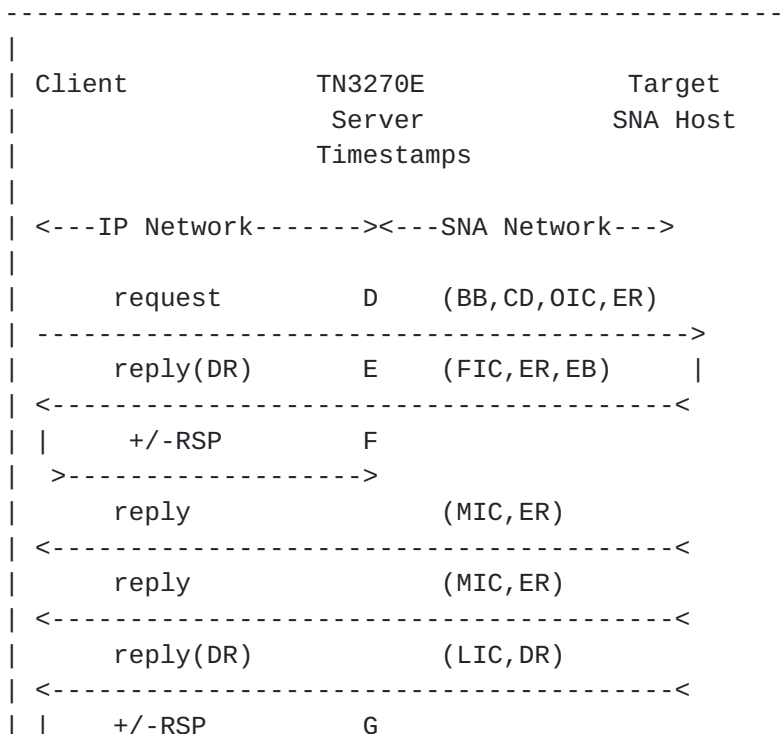 --------------------------------------------------
|
| Client            TN3270E             Target
|                    Server            SNA Host
|                   Timestamps
|
| <---IP Network-------><---SNA Network--->
|
|      request         D    (BB,CD,OIC,ER)
| ------------------------------------------>
|      reply(DR)       E    (FIC,ER,EB)     |
| <----------------------------------------<
| |     +/-RSP         F
|  >------------------->
|      reply                (MIC,ER)
| <----------------------------------------<
|      reply                (MIC,ER)
| <----------------------------------------<
|      reply(DR)            (LIC,DR)
| <----------------------------------------<
| |    +/-RSP          G